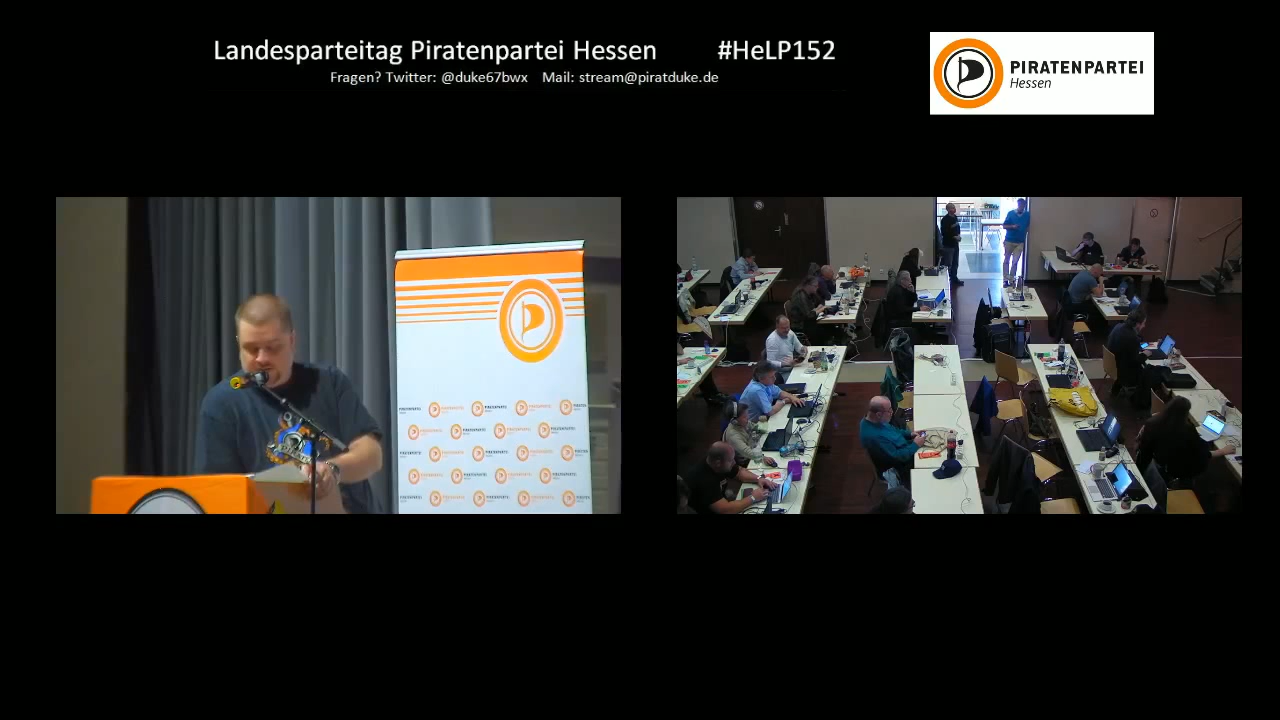 Landesparteitag Piratenpartei Hessen #HeLP152
Fragen? Twitter: @duke67bwx Mail: stream@piratduke.de
PIRATENPARTEI
Hessen